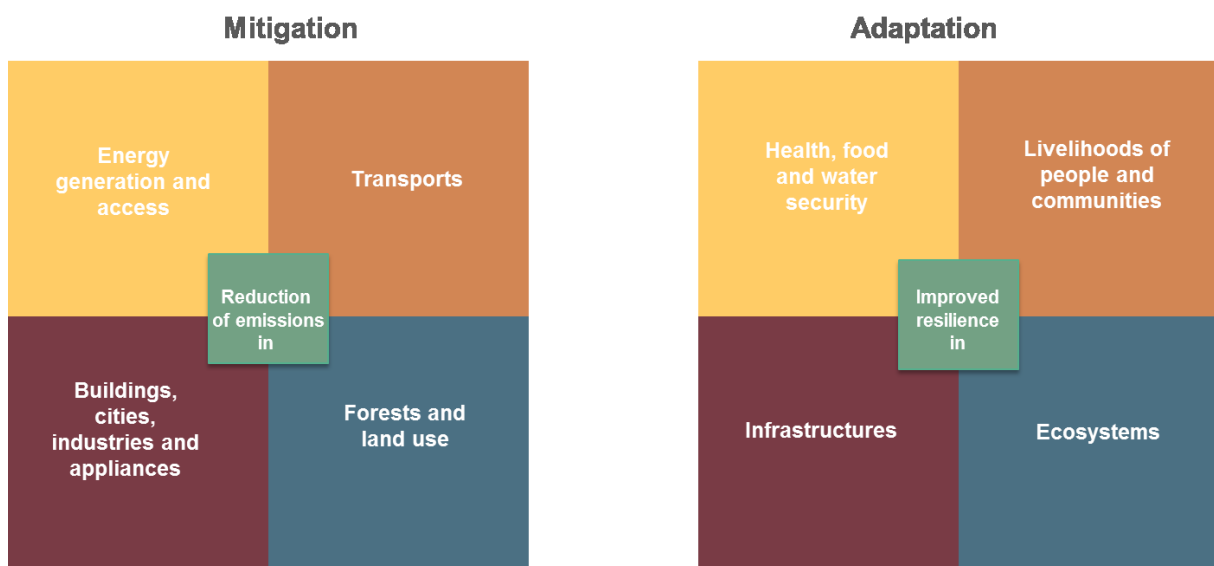 Mitigation
Energy
generation and
access
Transports
Reduction
of emissions
in
Buildings,
cities,
industries and
appliances
Forests and
land use
Adaptation
Health, food
and water
security
Livelihoods of
people and
communities
Improved
resilience
in
Infrastructures
Ecosystems